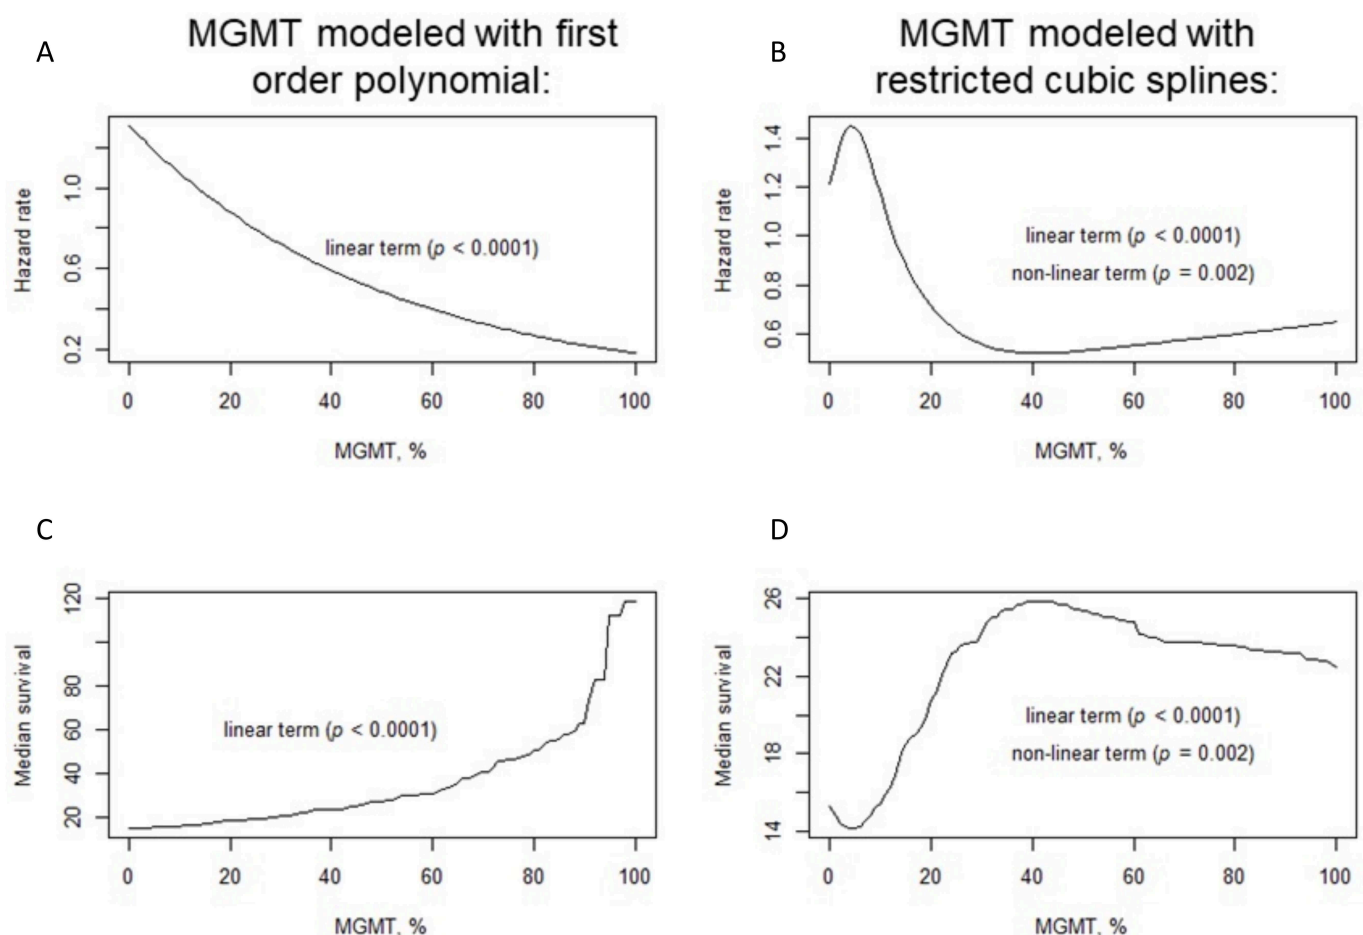 A
MGMT modeled with first
order polynomial:
Hazard rate
1.0
0.6
0.2
linear term (p < 0.0001)
0 20 40 60 80 100
MGMT, %
B
MGMT modeled with
restricted cubic splines:
Hazard rate
1.4
1.2
1.0
0.8
0.6
linear term (p < 0.0001)
non-linear term (p = 0.002)
0 20 40 60 80 100
MGMT, %
C
Median survival
120
80
60
40
20
linear term (p < 0.0001)
0 20 40 60 80 100
MGMT, %
D
Median survival
26
22
18
14
linear term (p < 0.0001)
non-linear term (p = 0.002)
0 20 40 60 80 100
MGMT, %